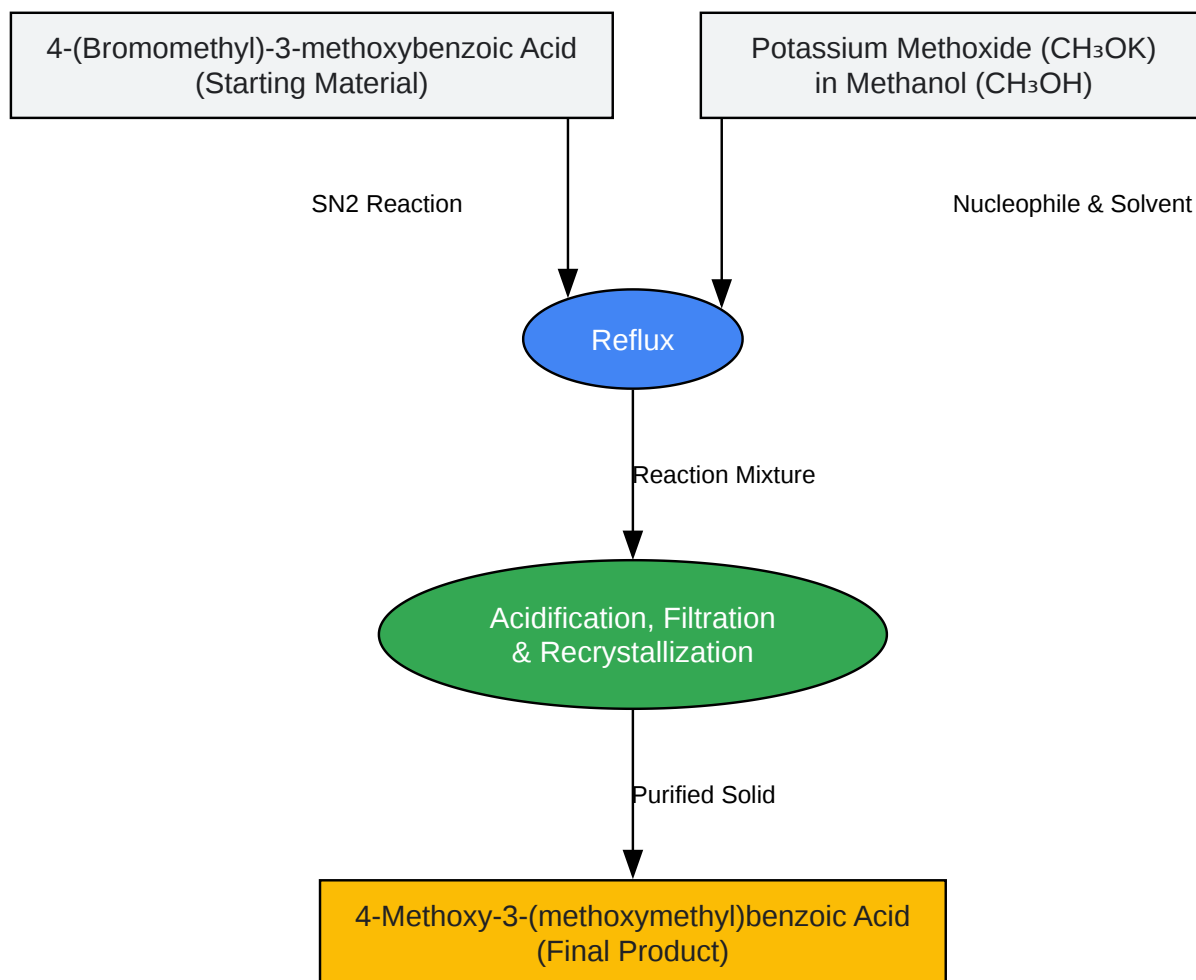 4-(Bromomethyl)-3-methoxybenzoic Acid
(Starting Material)
Potassium Methoxide (CH₃OK)
in Methanol (CH₃OH)
SN2 Reaction
Nucleophile & Solvent
Reflux
Reaction Mixture
Acidification, Filtration
& Recrystallization
Purified Solid
4-Methoxy-3-(methoxymethyl)benzoic Acid
(Final Product)